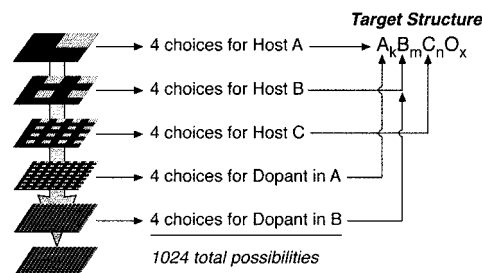 Target Structure
4 choices for Host A
AkBmCnOx
4 choices for Host B
4 choices for Host C
4 choices for Dopant in A
4 choices for Dopant in B
1024 total possibilities